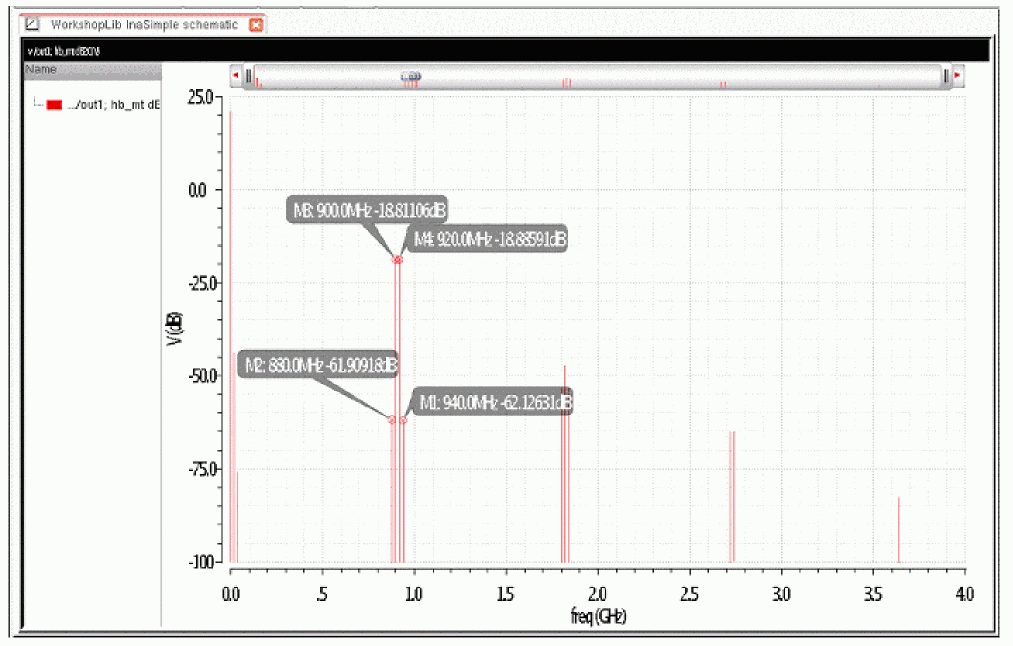 WorkshopLib lnaSimple schematic
v /out1; hb_mt dB20(V)
Name
.../out1; hb_mt dB
25.0
0.0
-25.0
-50.0
-75.0
-100
V (dB)
M3: 900.0MHz -18.81106dB
M4: 920.0MHz -18.88591dB
M2: 880.0MHz -61.90918dB
M1: 940.0MHz -62.12631dB
0.0 .5 1.0 1.5 2.0 2.5 3.0 3.5 4.0
freq (GHz)